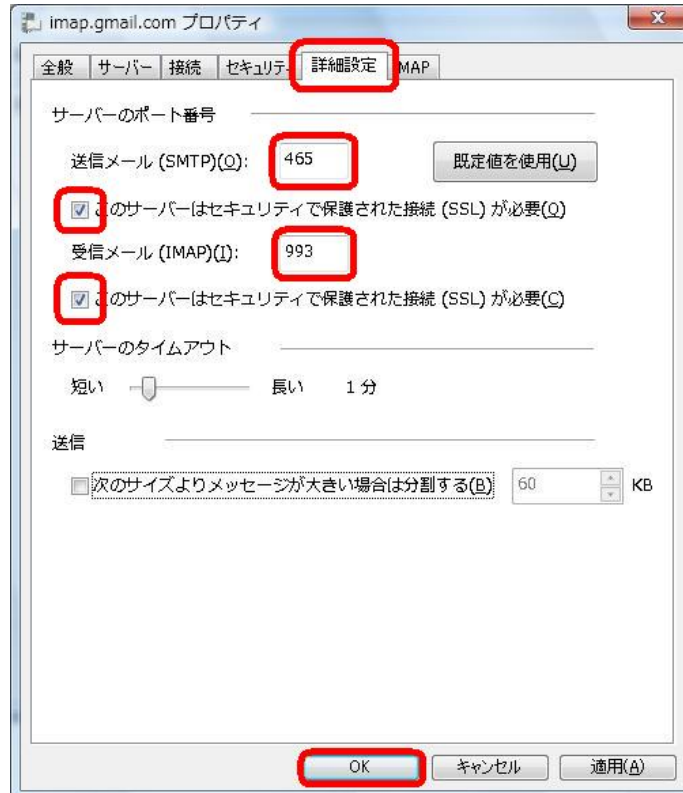 imap.gmail.com プロパティ
全般 サーバー 接続 セキュリティ 詳細設定 IMAP
サーバーのポート番号
送信メール (SMTP)(O): 465 既定値を使用(U)
このサーバーはセキュリティで保護された接続 (SSL) が必要(Q)
受信メール (IMAP)(I): 993
このサーバーはセキュリティで保護された接続 (SSL) が必要(C)
サーバーのタイムアウト
短い 長い 1 分
送信
次のサイズよりメッセージが大きい場合は分割する(B) 60 KB
OK キャンセル 適用(A)